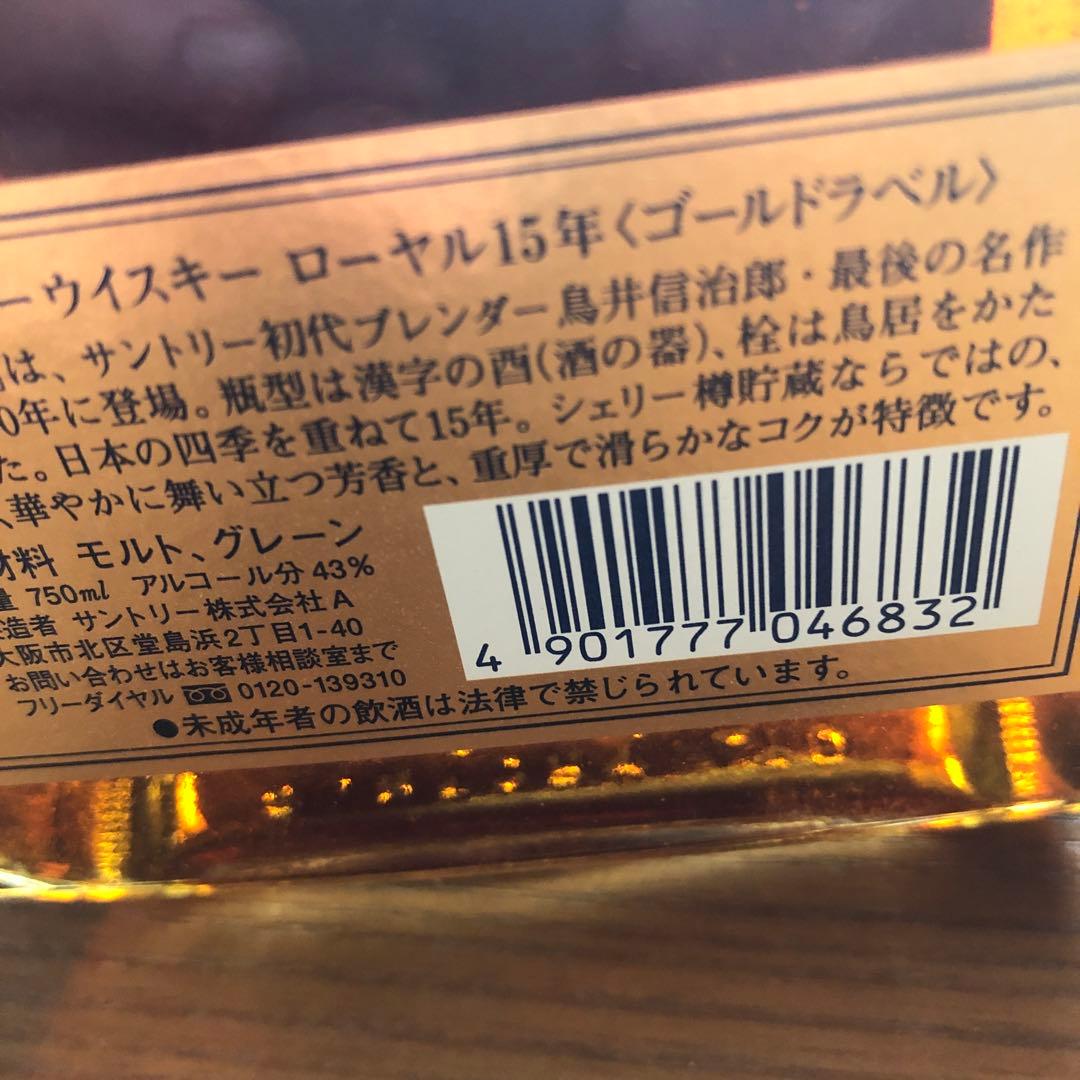 ーウイスキー ローヤル15年〈ゴールドラベル〉
は、サントリー初代ブレンダー鳥井信治郎・最後の名作
0年に登場。瓶型は漢字の酉(酒の器)、栓は鳥居をかた
た。日本の四季を重ねて15年。シェリー樽貯蔵ならではの、
、華やかに舞い立つ芳香と、重厚で滑らかなコクが特徴です。
材料 モルト、グレーン
量 750ml アルコール分 43%
造者 サントリー株式会社 A
大阪市北区堂島浜2丁目1-40
お問い合わせはお客様相談室まで
フリーダイヤル 0120-139310
●未成年者の飲酒は法律で禁じられています。
4 901777 046832